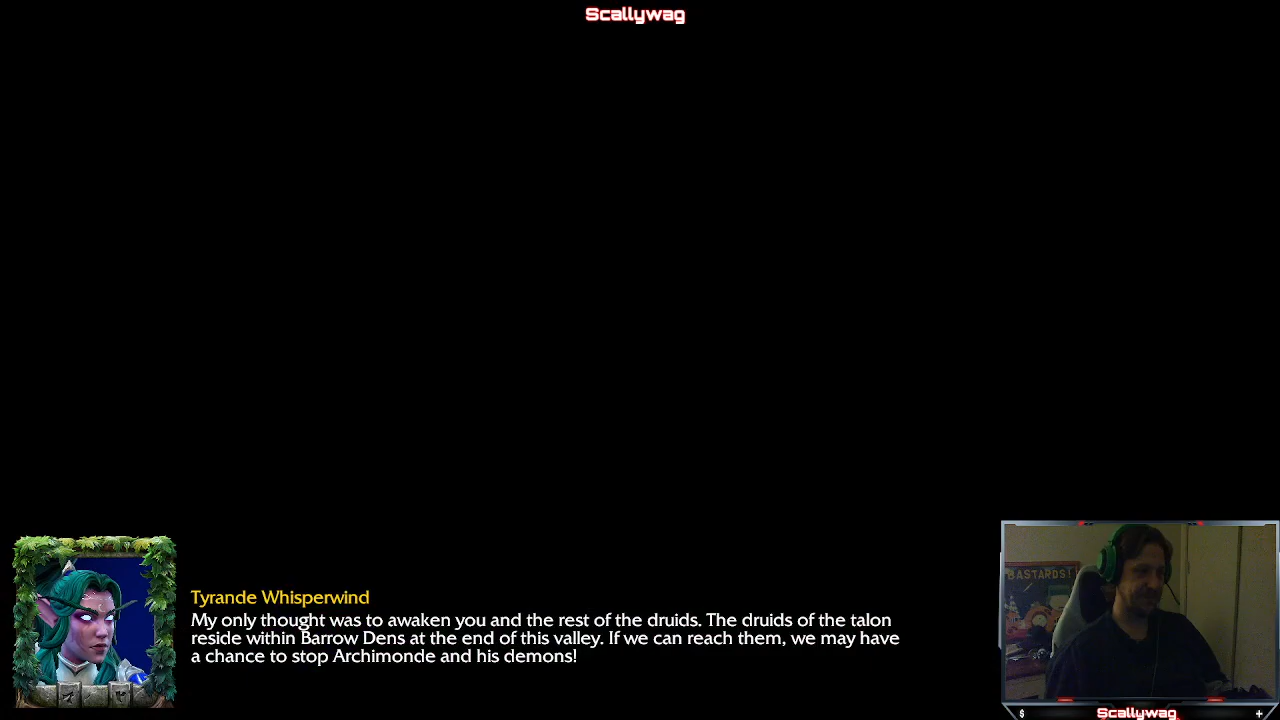 Scallywag
Tyrande Whisperwind
My only thought was to awaken you and the rest of the druids. The druids of the talon
reside within Barrow Dens at the end of this valley. If we can reach them, we may have
a chance to stop Archimonde and his demons!
BASTARDS!
$ Scallywag +